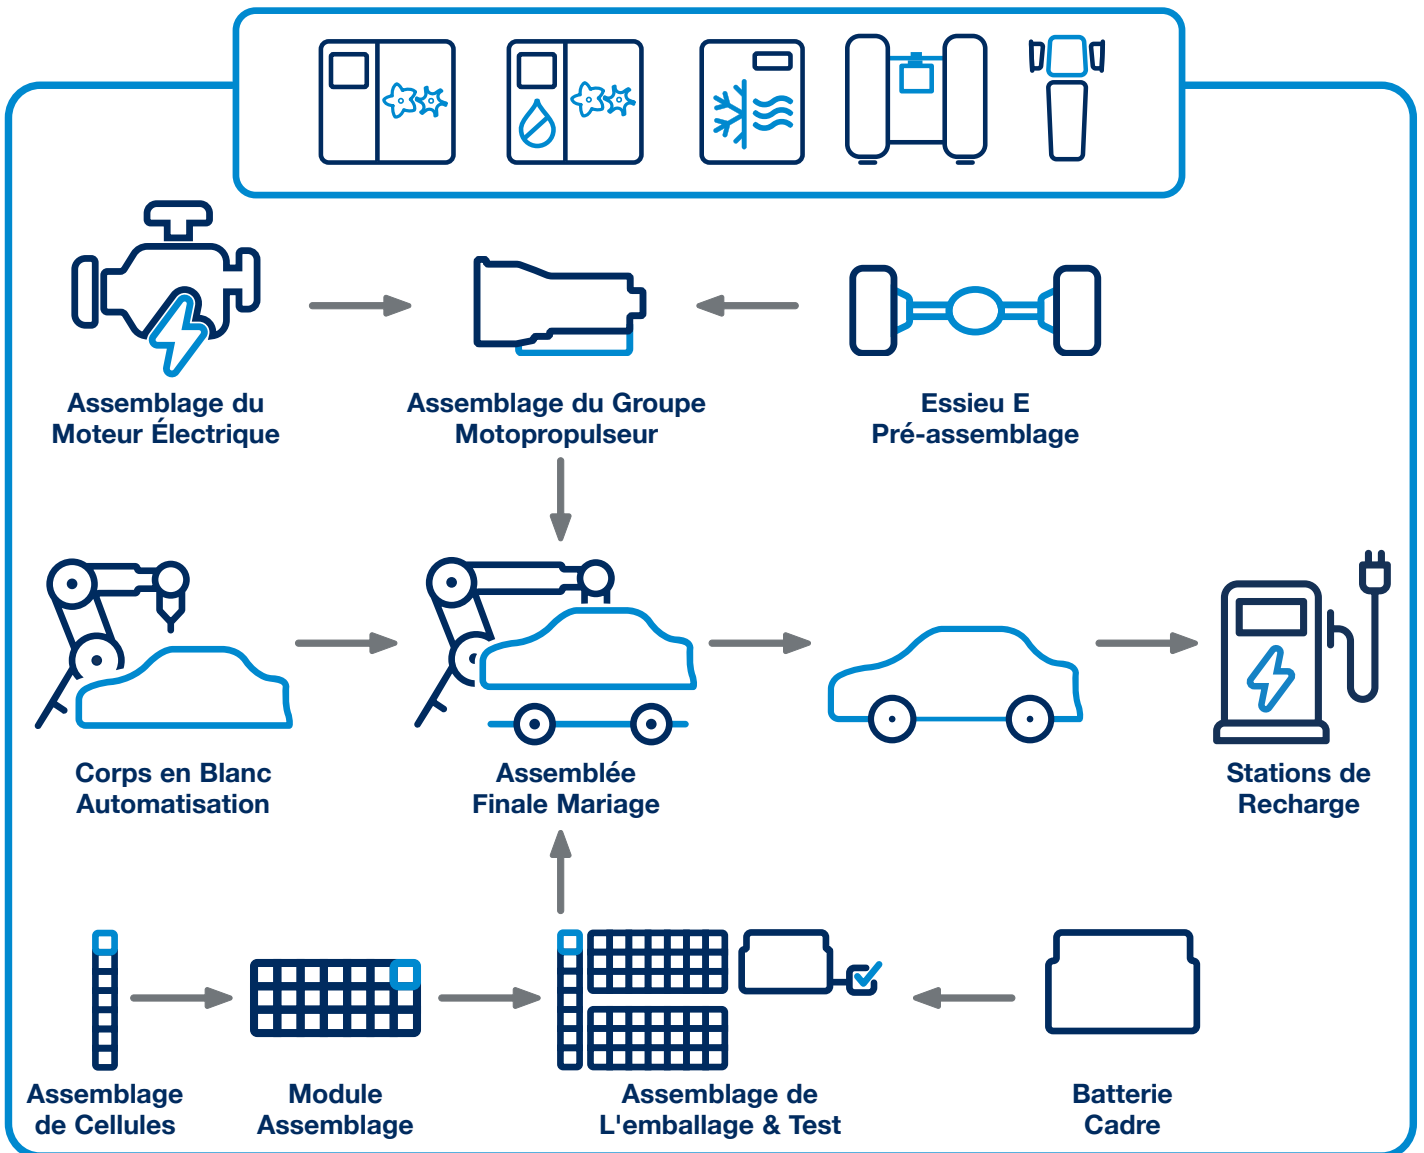 Assemblage du
Moteur Électrique
Assemblage du Groupe
Motopropulseur
Essieu E
Pré-assemblage
Corps en Blanc
Automatisation
Assemblée
Finale Mariage
Stations de
Recharge
Assemblage
de Cellules
Module
Assemblage
Assemblage de
L'emballage & Test
Batterie
Cadre